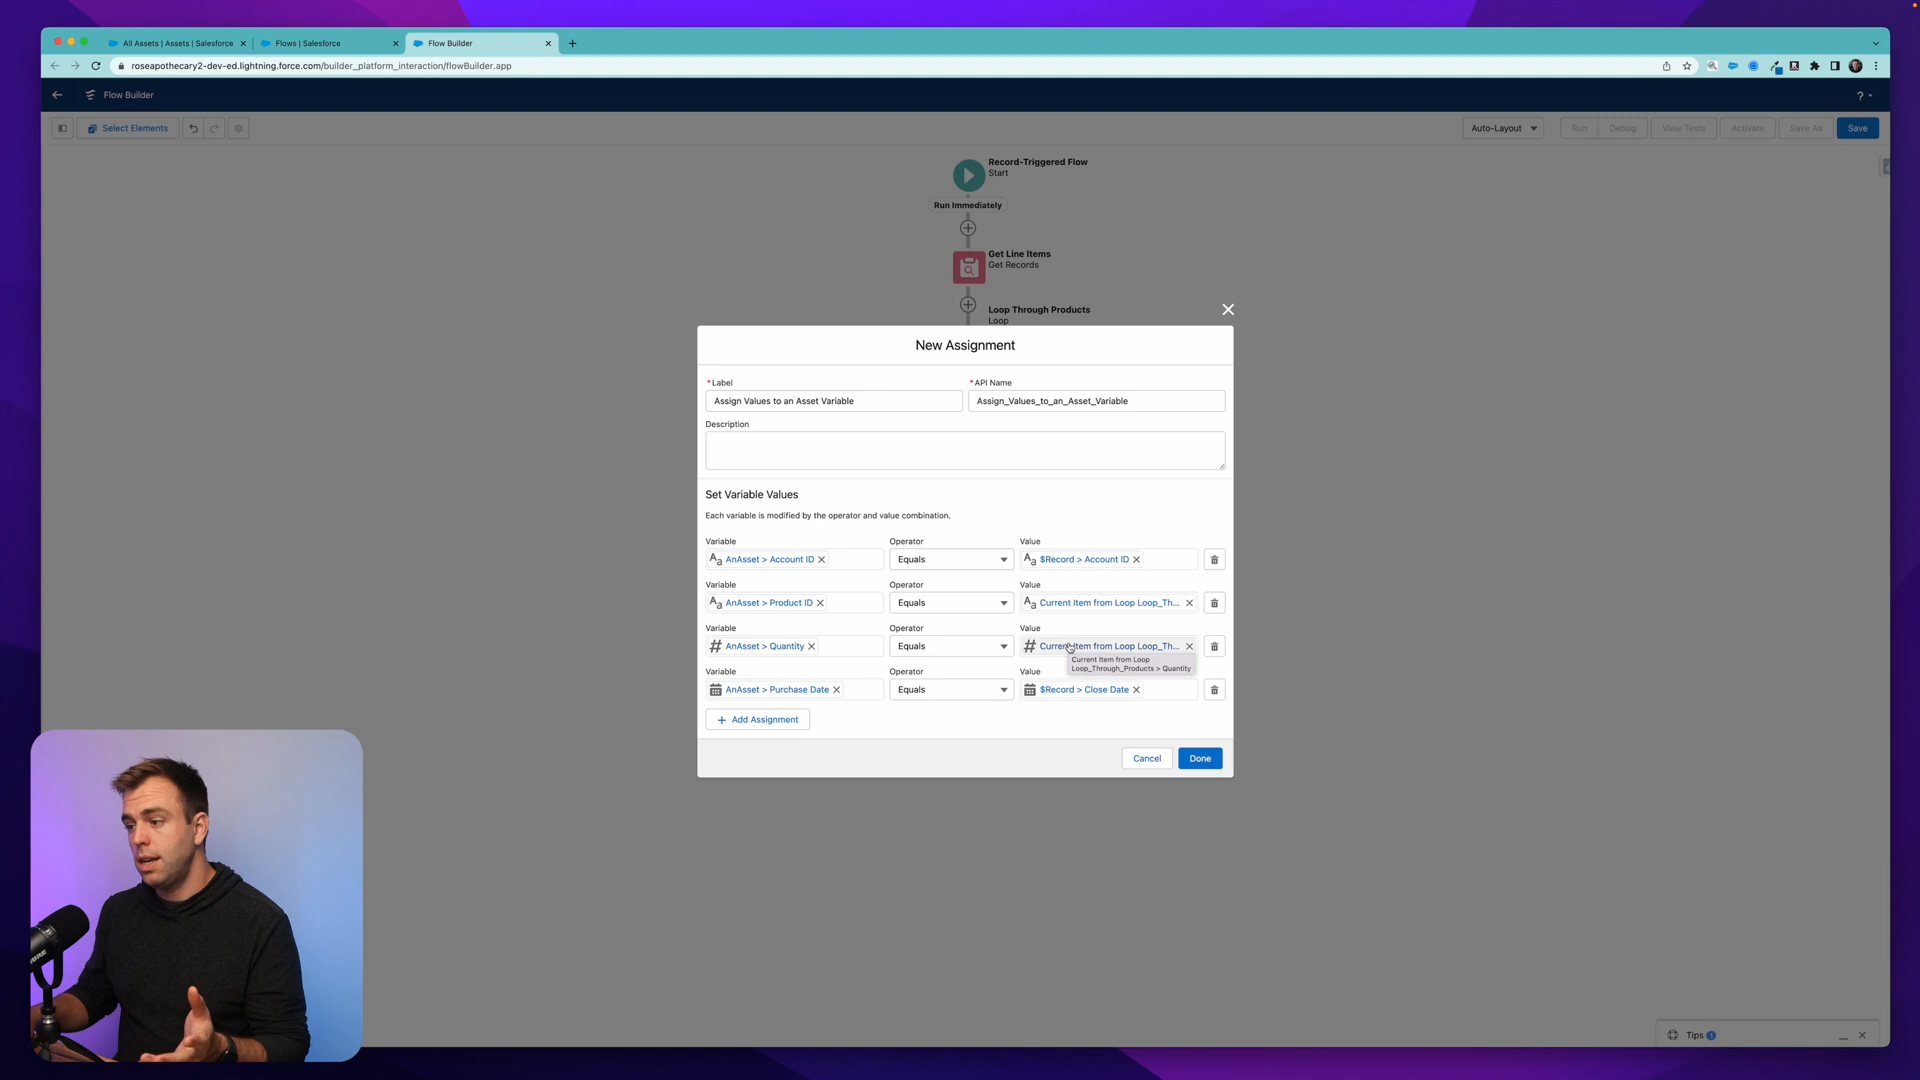 All Assets | Assets | Salesforce
Flows | Salesforce
Flow Builder
roseapothecary2-dev-ed.lightning.force.com/builder_platform_interaction/flowBuilder.app
Flow Builder
?
Select Elements
Auto-Layout
Run
Debug
View Tests
Activate
Save As
Save
Record-Triggered Flow
Start
Run Immediately
Get Line Items
Get Records
Loop Through Products
Loop
New Assignment
* Label
* API Name
Assign Values to an Asset Variable
Assign_Values_to_an_Asset_Variable
Description
Set Variable Values
Each variable is modified by the operator and value combination.
Variable
Operator
Value
Aa AnAsset > Account ID
Equals
Aa $Record > Account ID
Variable
Operator
Value
Aa AnAsset > Product ID
Equals
Aa Current Item from Loop Loop_Th...
Variable
Operator
Value
# AnAsset > Quantity
Equals
# Current Item from Loop Loop_Th...
Current Item from Loop
Loop_Through_Products > Quantity
Variable
Operator
Value
AnAsset > Purchase Date
Equals
$Record > Close Date
+ Add Assignment
Cancel
Done
Tips 1